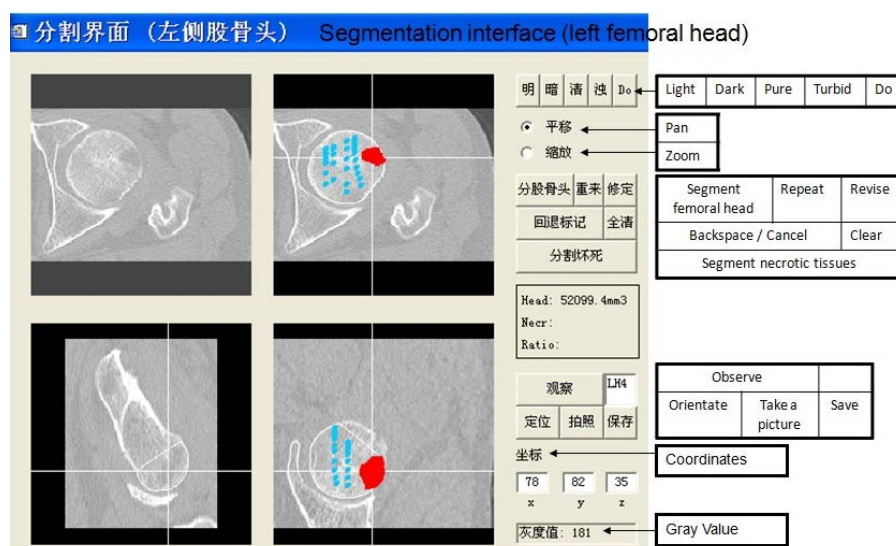 分割界面 (左侧股骨头) Segmentation interface (left femoral head)
明 暗 清 浊 Do
Light Dark Pure Turbid Do
平移
Pan
缩放
Zoom
分股骨头 重来 修定
Segment femoral head Repeat Revise
回退标记 全清
Backspace / Cancel Clear
分割坏死
Segment necrotic tissues
Head: 52099.4mm3
Necr:
Ratio:
观察 LH4
Observe
定位 拍照 保存
Orientate Take a picture Save
坐标
Coordinates
78 82 35
x y z
灰度值: 181
Gray Value